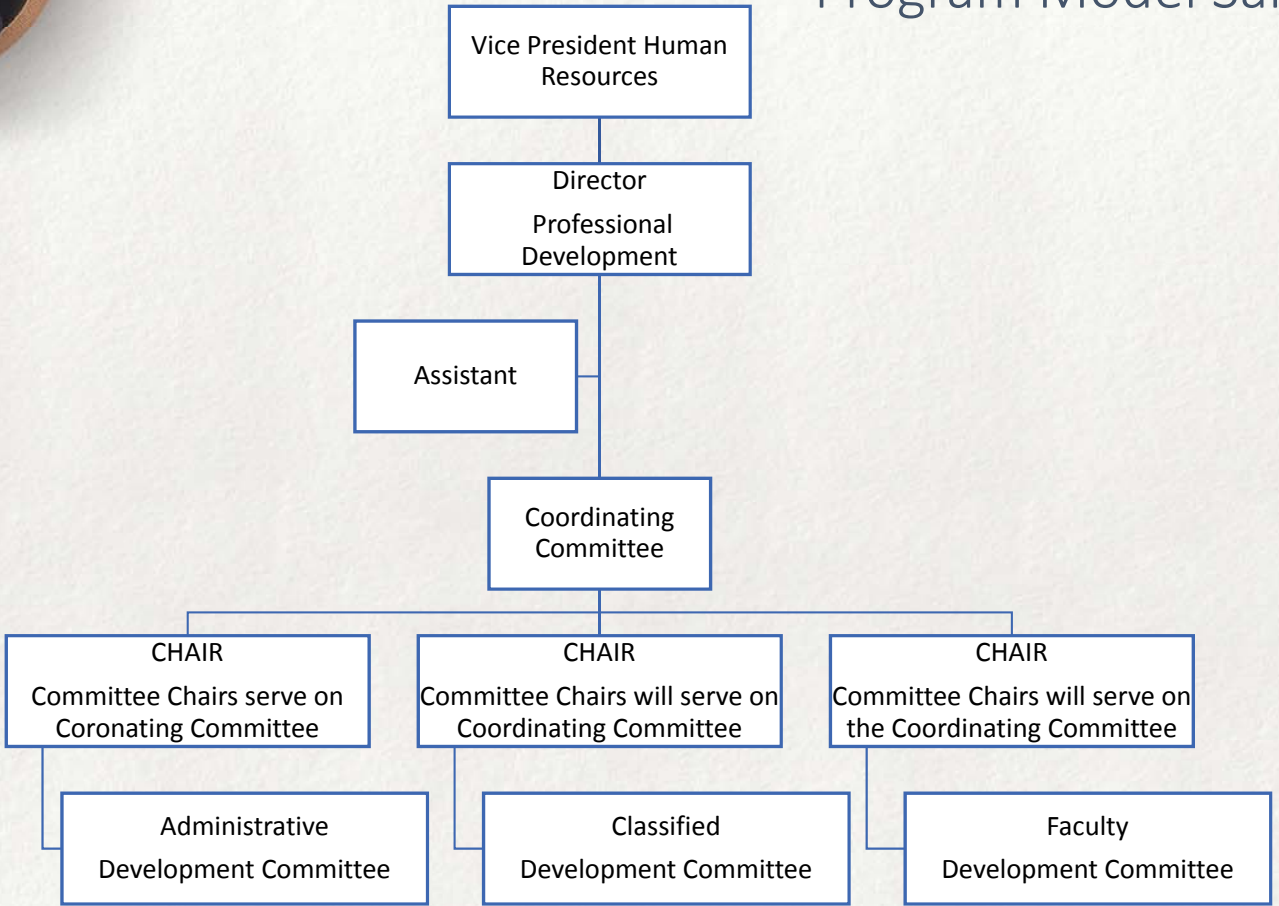 Program Model
Vice President Human
Resources
Director
Professional
Development
Assistant
Coordinating
Committee
CHAIR
Committee Chairs serve on
Coronating Committee
CHAIR
Committee Chairs will serve on
Coordinating Committee
CHAIR
Committee Chairs will serve on
the Coordinating Committee
Administrative
Development Committee
Classified
Development Committee
Faculty
Development Committee